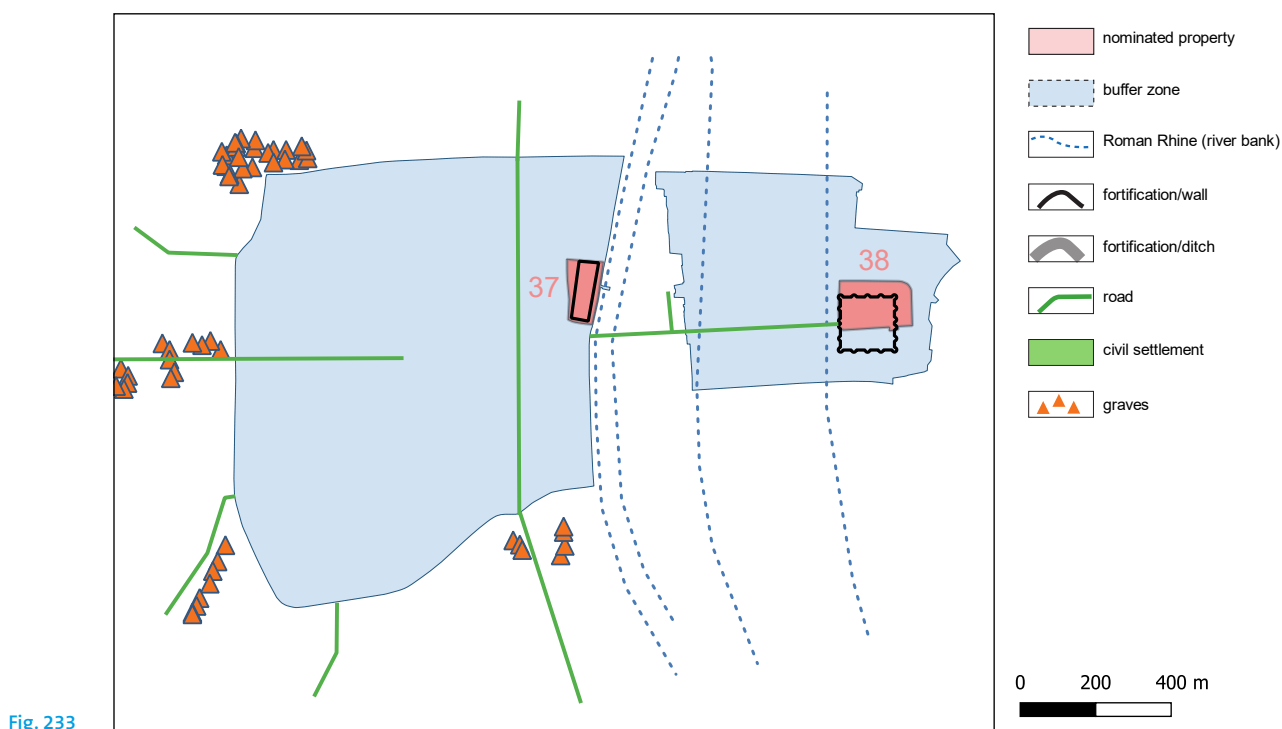 nominated property
buffer zone
Roman Rhine (river bank)
fortification/wall
38
fortification/ditch
37
road
civil settlement
graves
0 200 400 m
Fig. 233